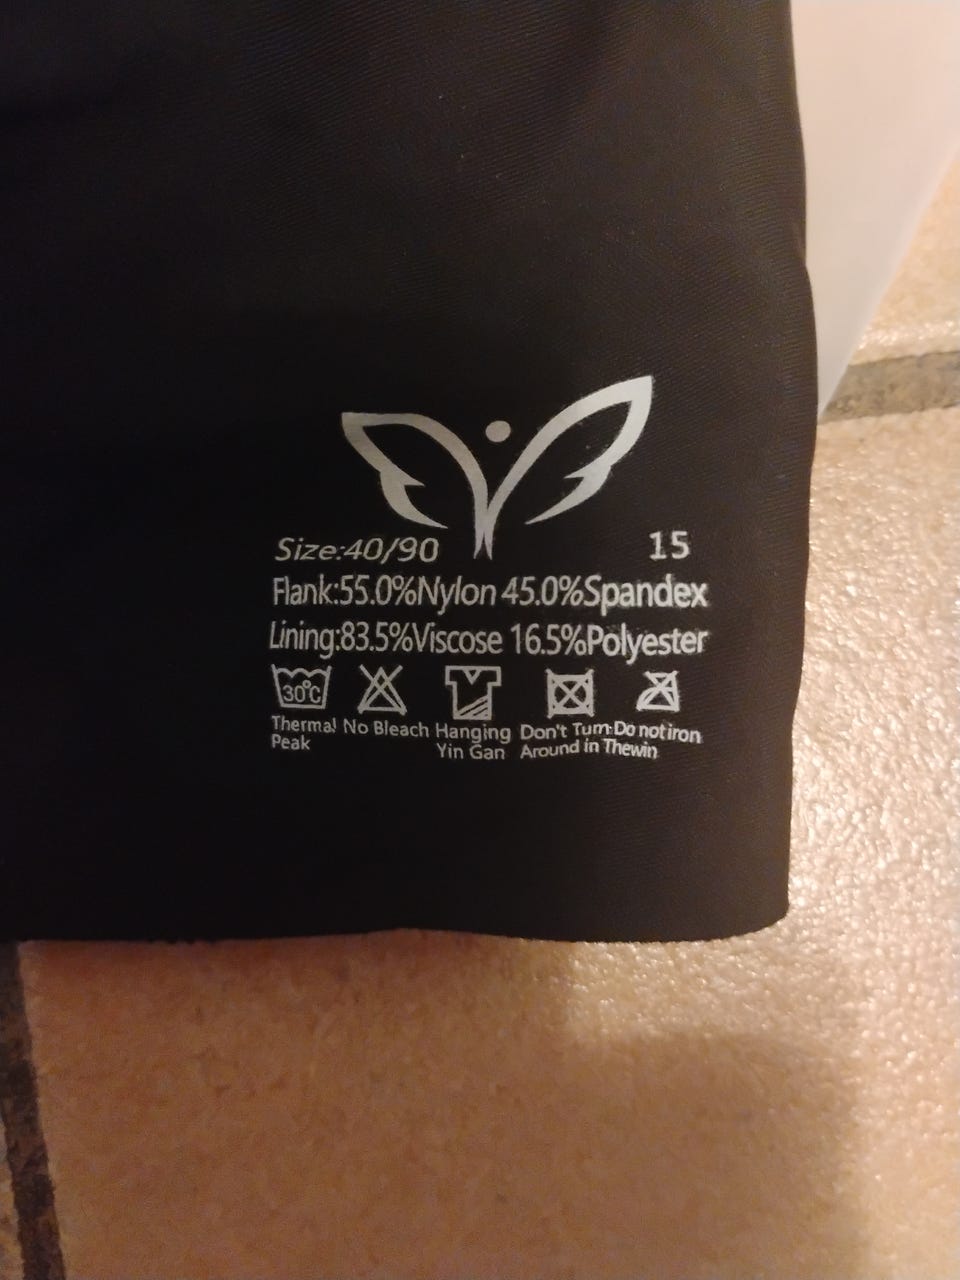 Size:40/90 15
Flank:55.0%Nylon 45.0%Spandex
Lining:83.5%Viscose 16.5%Polyester
30°C
Thermal No Bleach Hanging Don't Turn Do not iron
Peak Yin Gan Around in Thewin